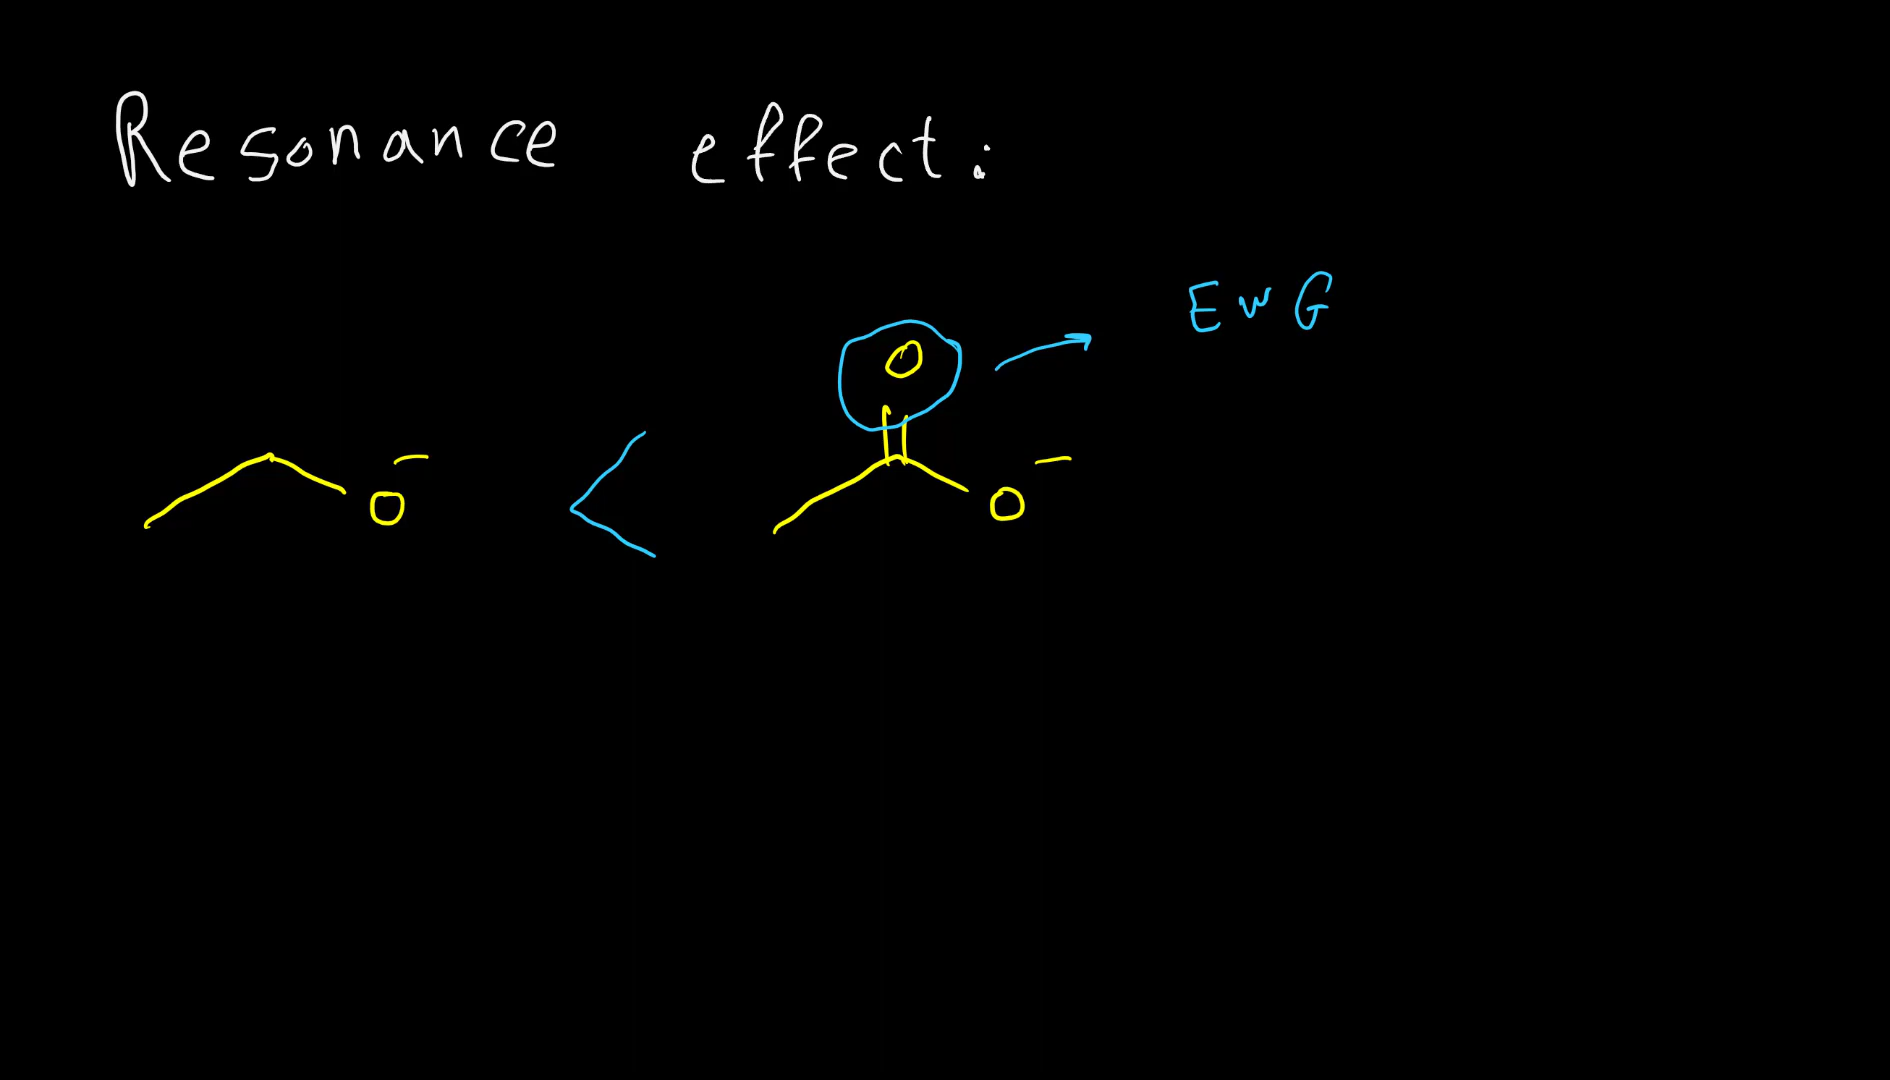 Resonance effect:
EWG
O
O⁻ < O⁻